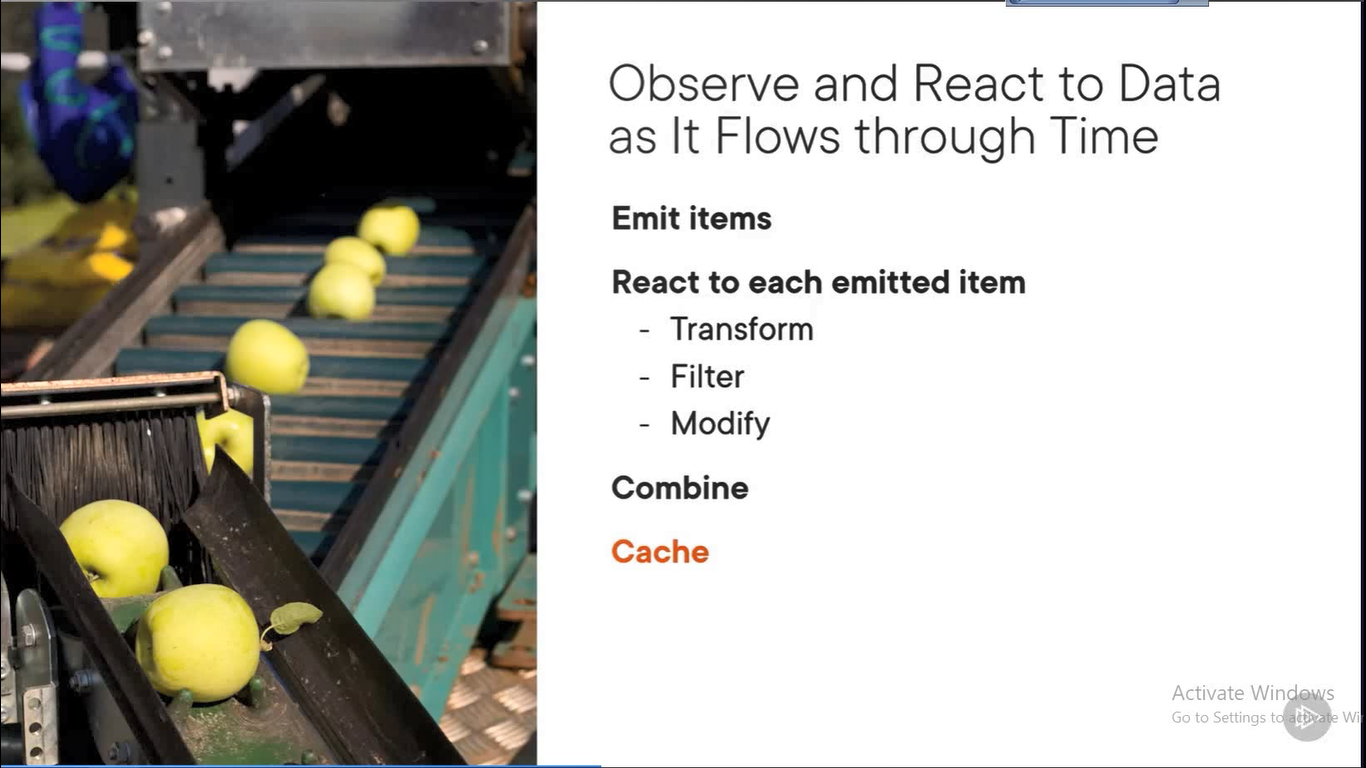 Observe and React to Data
as It Flows through Time
Emit items
React to each emitted item
- Transform
- Filter
- Modify
Combine
Cache
Activate Windows
Go to Settings to activate Wi